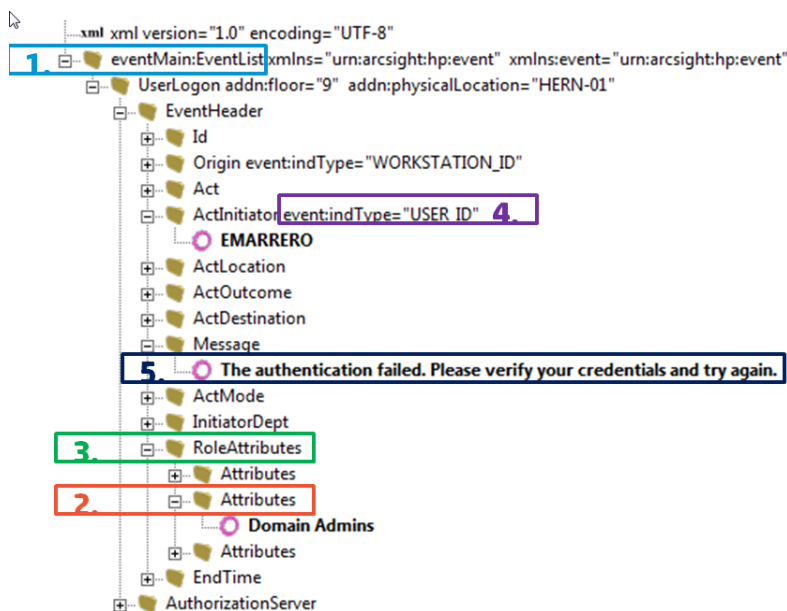 xml xml version="1.0" encoding="UTF-8"
1. eventMain:EventList xmlns="urn:arcsight:hp:event" xmlns:event="urn:arcsight:hp:event"
UserLogon addn:floor="9" addn:physicalLocation="HERN-01"
EventHeader
Id
Origin event:indType="WORKSTATION_ID"
Act
ActInitiator event:indType="USER ID" 4.
EMARRERO
ActLocation
ActOutcome
ActDestination
Message
5. The authentication failed. Please verify your credentials and try again.
ActMode
InitiatorDept
3. RoleAttributes
Attributes
2. Attributes
Domain Admins
Attributes
EndTime
AuthorizationServer